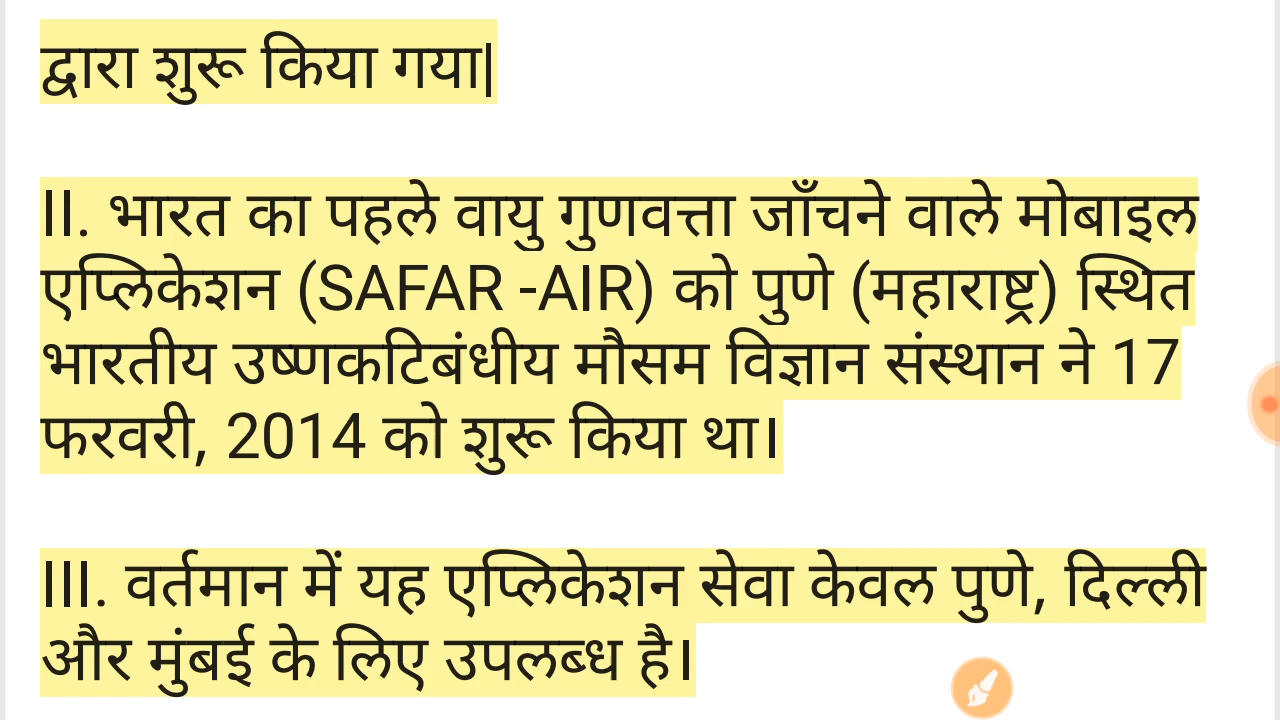 द्वारा शुरू किया गया|
II. भारत का पहले वायु गुणवत्ता जाँचने वाले मोबाइल
एप्लिकेशन (SAFAR -AIR) को पुणे (महाराष्ट्र) स्थित
भारतीय उष्णकटिबंधीय मौसम विज्ञान संस्थान ने 17
फरवरी, 2014 को शुरू किया था।
III. वर्तमान में यह एप्लिकेशन सेवा केवल पुणे, दिल्ली
और मुंबई के लिए उपलब्ध है।